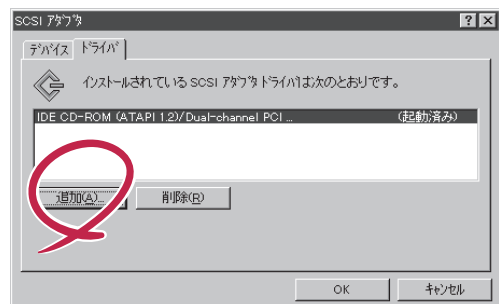 SCSI ｱﾀﾞﾌﾟﾀ
ﾃﾞﾊﾞｲｽ ﾄﾞﾗｲﾊﾞ
ｲﾝｽﾄｰﾙされている SCSI ｱﾀﾞﾌﾟﾀ ﾄﾞﾗｲﾊﾞは次のとおりです。
IDE CD-ROM (ATAPI 1.2)/Dual-channel PCI ... (起動済み)
追加(A)... 削除(R)
OK ｷｬﾝｾﾙ